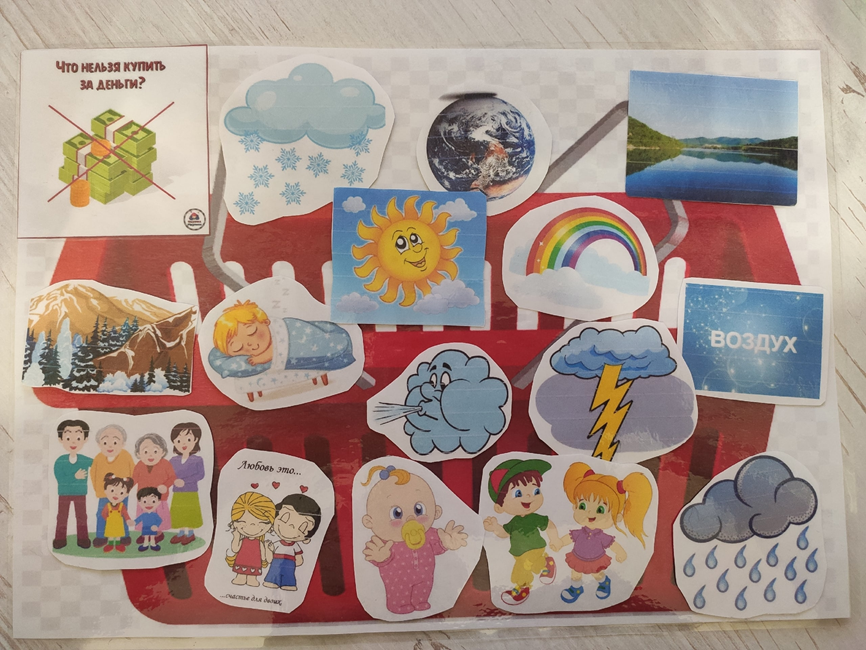 Что нельзя купить
за деньги?
ВОЗДУХ
Любовь это...
...счастье для двоих.